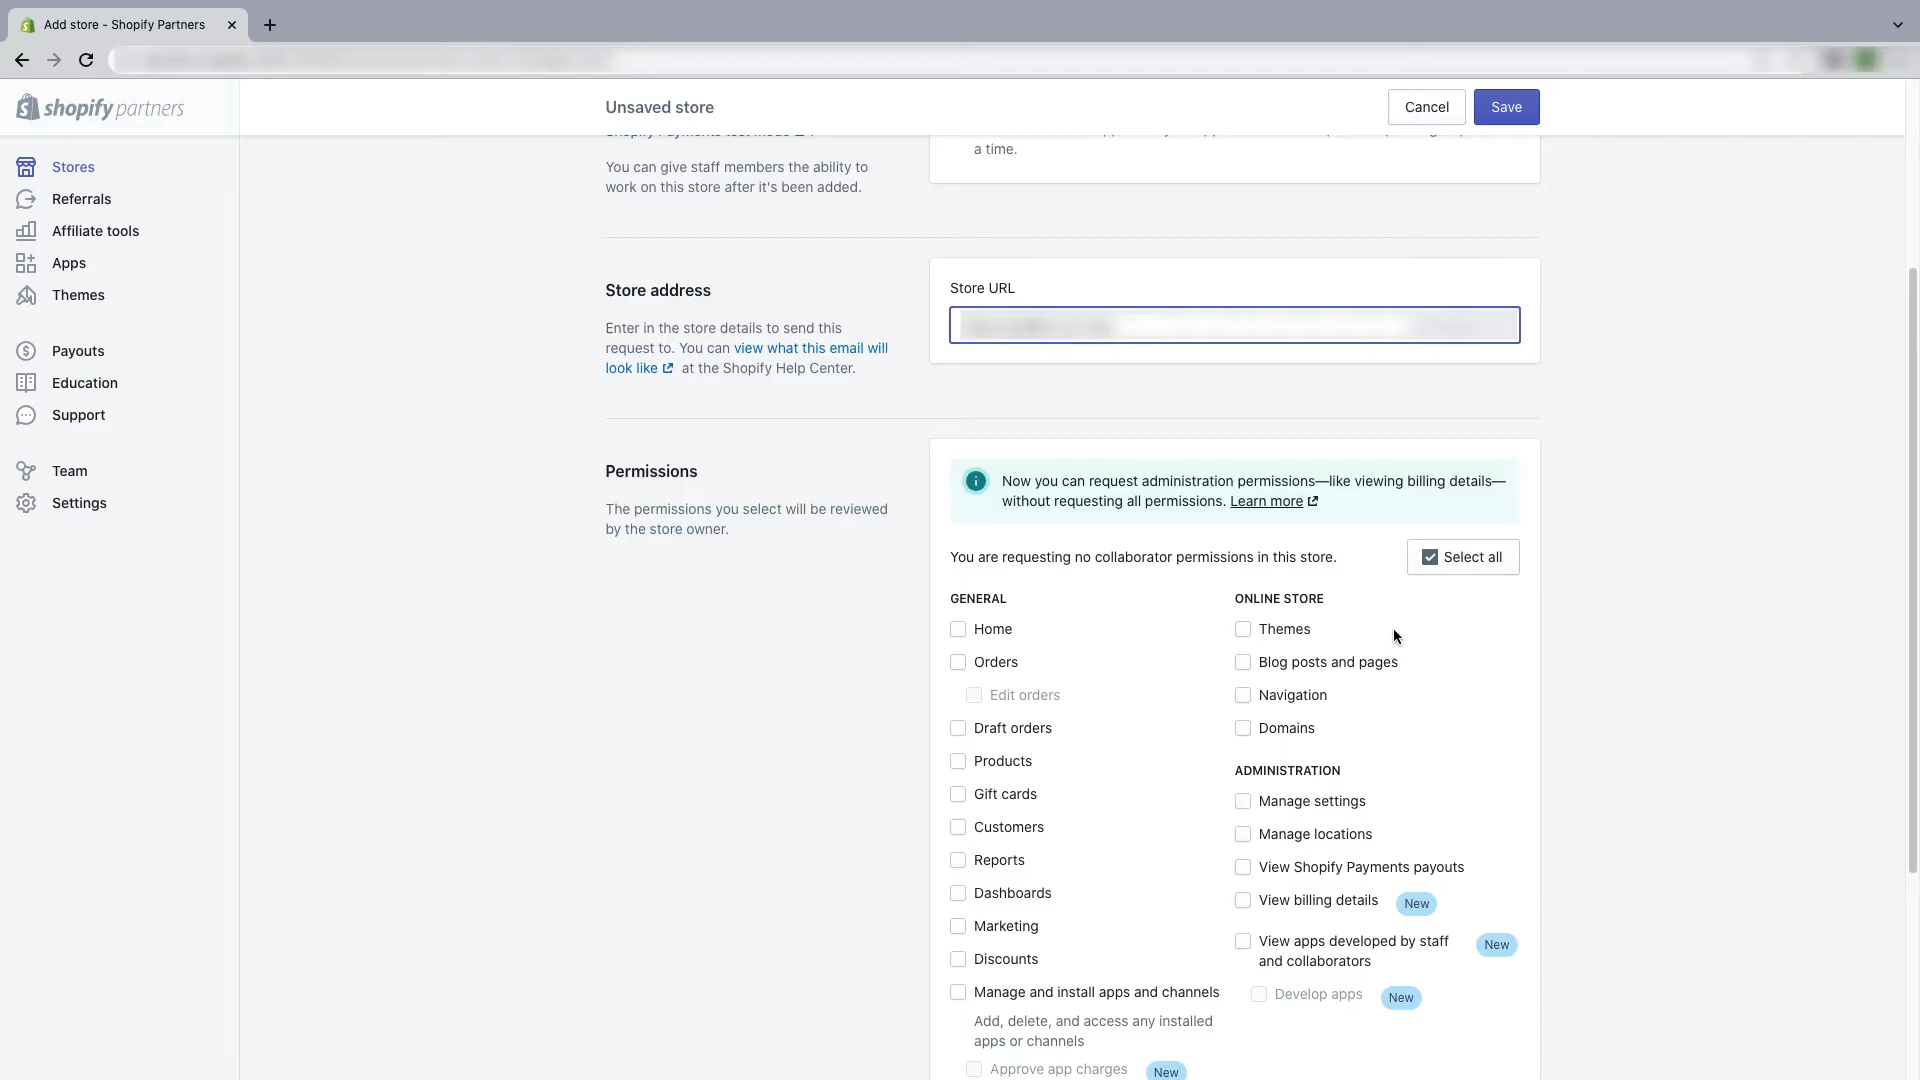 Add store - Shopify Partners
shopify partners
Unsaved store
Cancel
Save
Stores
Referrals
Affiliate tools
Apps
Themes
Payouts
Education
Support
Team
Settings
You can give staff members the ability to
work on this store after it's been added.
a time.
Store address
Enter in the store details to send this
request to. You can view what this email will
look like at the Shopify Help Center.
Store URL
Permissions
The permissions you select will be reviewed
by the store owner.
Now you can request administration permissions—like viewing billing details—
without requesting all permissions. Learn more
You are requesting no collaborator permissions in this store.
Select all
GENERAL
Home
Orders
Edit orders
Draft orders
Products
Gift cards
Customers
Reports
Dashboards
Marketing
Discounts
Manage and install apps and channels
Add, delete, and access any installed
apps or channels
Approve app charges New
ONLINE STORE
Themes
Blog posts and pages
Navigation
Domains
ADMINISTRATION
Manage settings
Manage locations
View Shopify Payments payouts
View billing details New
View apps developed by staff New
and collaborators
Develop apps New